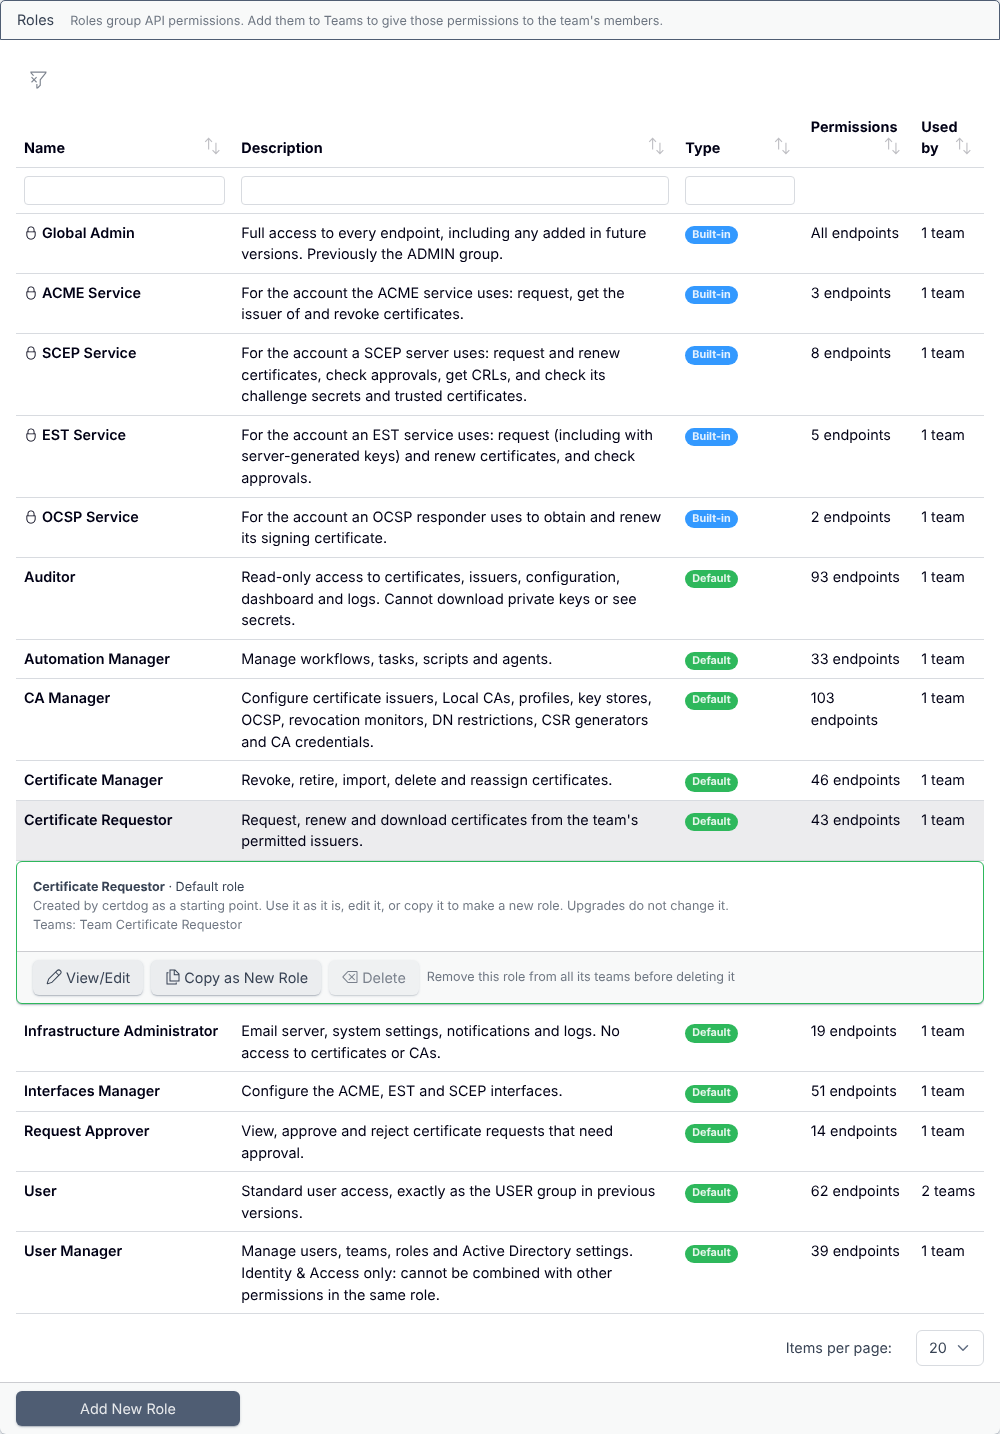 Roles Roles group API permissions. Add them to Teams to give those permissions to the team's members.
Name Description Type Permissions Used by
Global Admin Full access to every endpoint, including any added in future Built-in All endpoints 1 team
versions. Previously the ADMIN group.
ACME Service For the account the ACME service uses: request, get the Built-in 3 endpoints 1 team
issuer of and revoke certificates.
SCEP Service For the account a SCEP server uses: request and renew Built-in 8 endpoints 1 team
certificates, check approvals, get CRLs, and check its
challenge secrets and trusted certificates.
EST Service For the account an EST service uses: request (including with Built-in 5 endpoints 1 team
server-generated keys) and renew certificates, and check
approvals.
OCSP Service For the account an OCSP responder uses to obtain and renew Built-in 2 endpoints 1 team
its signing certificate.
Auditor Read-only access to certificates, issuers, configuration, Default 93 endpoints 1 team
dashboard and logs. Cannot download private keys or see
secrets.
Automation Manager Manage workflows, tasks, scripts and agents. Default 33 endpoints 1 team
CA Manager Configure certificate issuers, Local CAs, profiles, key stores, Default 103 1 team
OCSP, revocation monitors, DN restrictions, CSR generators endpoints
and CA credentials.
Certificate Manager Revoke, retire, import, delete and reassign certificates. Default 46 endpoints 1 team
Certificate Requestor Request, renew and download certificates from the team's Default 43 endpoints 1 team
permitted issuers.
Certificate Requestor · Default role
Created by certdog as a starting point. Use it as it is, edit it, or copy it to make a new role. Upgrades do not change it.
Teams: Team Certificate Requestor
View/Edit Copy as New Role Delete Remove this role from all its teams before deleting it
Infrastructure Administrator Email server, system settings, notifications and logs. No Default 19 endpoints 1 team
access to certificates or CAs.
Interfaces Manager Configure the ACME, EST and SCEP interfaces. Default 51 endpoints 1 team
Request Approver View, approve and reject certificate requests that need Default 14 endpoints 1 team
approval.
User Standard user access, exactly as the USER group in previous Default 62 endpoints 2 teams
versions.
User Manager Manage users, teams, roles and Active Directory settings. Default 39 endpoints 1 team
Identity & Access only: cannot be combined with other
permissions in the same role.
Items per page: 20
Add New Role